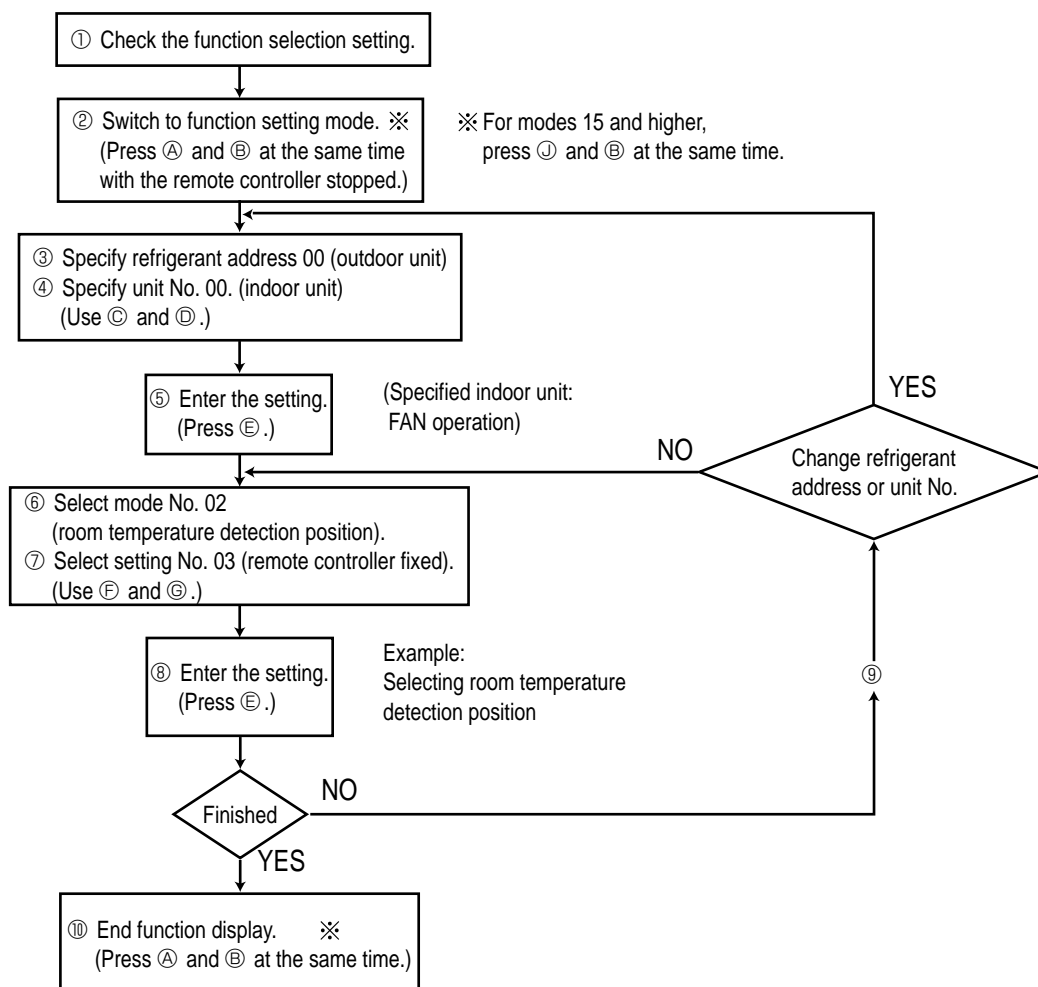 ① Check the function selection setting.
② Switch to function setting mode. ※
(Press Ⓐ and Ⓑ at the same time
with the remote controller stopped.)
※ For modes 15 and higher,
press Ⓙ and Ⓑ at the same time.
③ Specify refrigerant address 00 (outdoor unit)
④ Specify unit No. 00. (indoor unit)
(Use Ⓒ and Ⓓ.)
⑤ Enter the setting.
(Press Ⓔ.)
(Specified indoor unit:
FAN operation)
YES
NO
Change refrigerant
address or unit No.
⑥ Select mode No. 02
(room temperature detection position).
⑦ Select setting No. 03 (remote controller fixed).
(Use Ⓕ and Ⓖ.)
⑧ Enter the setting.
(Press Ⓔ.)
Example:
Selecting room temperature
detection position
⑨
Finished
NO
YES
⑩ End function display. ※
(Press Ⓐ and Ⓑ at the same time.)